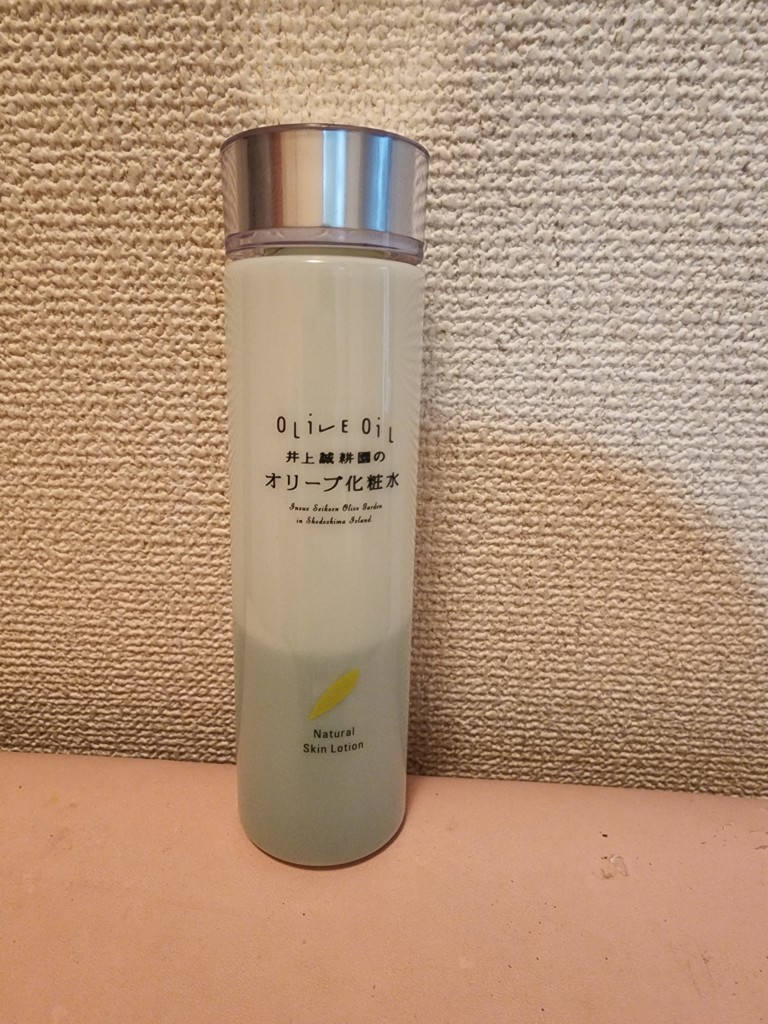 OLiVE OiL
井上誠耕園の
オリーブ化粧水
Inoue Seikoen Olive Garden
in Shodoshima Island
Natural
Skin Lotion